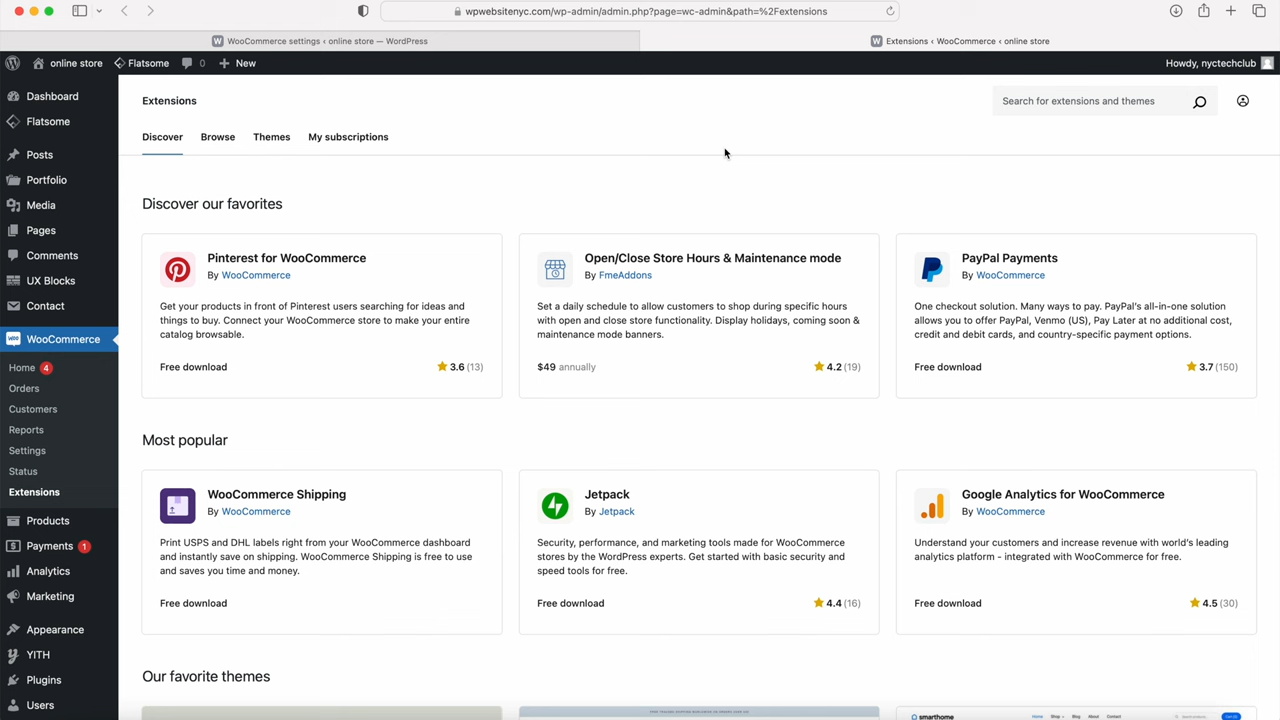 wpwebsitenyc.com/wp-admin/admin.php?page=wc-admin&path=%2Fextensions
WooCommerce settings ‹ online store — WordPress
Extensions ‹ WooCommerce ‹ online store
online store
Flatsome
0
New
Howdy, nyctechclub
Dashboard
Flatsome
Posts
Portfolio
Media
Pages
Comments
UX Blocks
Contact
WooCommerce
Home 4
Orders
Customers
Reports
Settings
Status
Extensions
Products
Payments 1
Analytics
Marketing
Appearance
YITH
Plugins
Users
Extensions
Search for extensions and themes
Discover Browse Themes My subscriptions
Discover our favorites
Pinterest for WooCommerce
By WooCommerce
Get your products in front of Pinterest users searching for ideas and
things to buy. Connect your WooCommerce store to make your entire
catalog browsable.
Free download
3.6 (13)
Open/Close Store Hours & Maintenance mode
By FmeAddons
Set a daily schedule to allow customers to shop during specific hours
with open and close store functionality. Display holidays, coming soon &
maintenance mode banners.
$49 annually
4.2 (19)
PayPal Payments
By WooCommerce
One checkout solution. Many ways to pay. PayPal's all-in-one solution
allows you to offer PayPal, Venmo (US), Pay Later at no additional cost,
credit and debit cards, and country-specific payment options.
Free download
3.7 (150)
Most popular
WooCommerce Shipping
By WooCommerce
Print USPS and DHL labels right from your WooCommerce dashboard
and instantly save on shipping. WooCommerce Shipping is free to use
and saves you time and money.
Free download
Jetpack
By Jetpack
Security, performance, and marketing tools made for WooCommerce
stores by the WordPress experts. Get started with basic security and
speed tools for free.
Free download
4.4 (16)
Google Analytics for WooCommerce
By WooCommerce
Understand your customers and increase revenue with world's leading
analytics platform - integrated with WooCommerce for free.
Free download
4.5 (30)
Our favorite themes
smarthome
Home Shop Blog About Contact